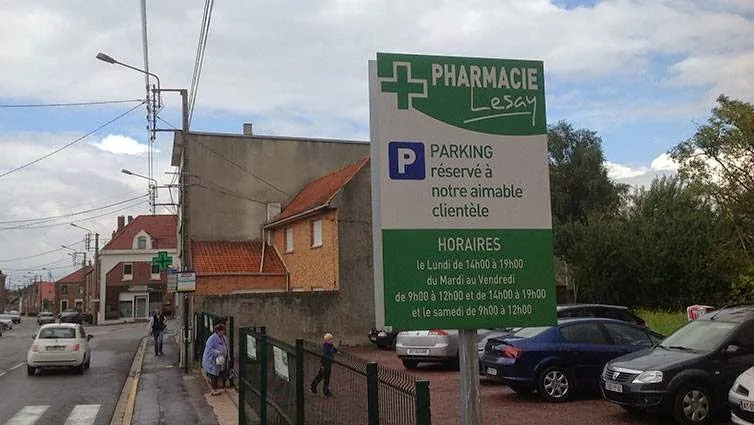 PHARMACIE
Lesay
P
PARKING
réservé à
notre aimable
clientèle
HORAIRES
le Lundi de 14h00 à 19h00
du Mardi au Vendredi
de 9h00 à 12h00 et de 14h00 à 19h00
et le samedi de 9h00 à 12h00